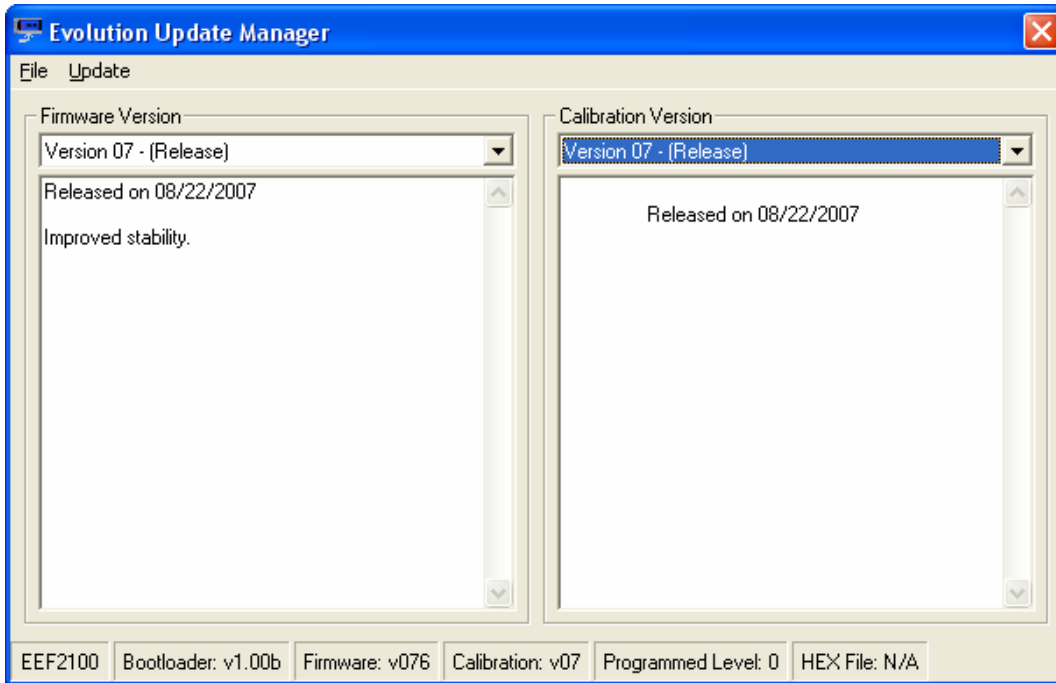 Evolution Update Manager
File Update
Firmware Version
Version 07 - (Release)
Released on 08/22/2007
Improved stability.
Calibration Version
Version 07 - (Release)
Released on 08/22/2007
EEF2100 Bootloader: v1.00b Firmware: v076 Calibration: v07 Programmed Level: 0 HEX File: N/A